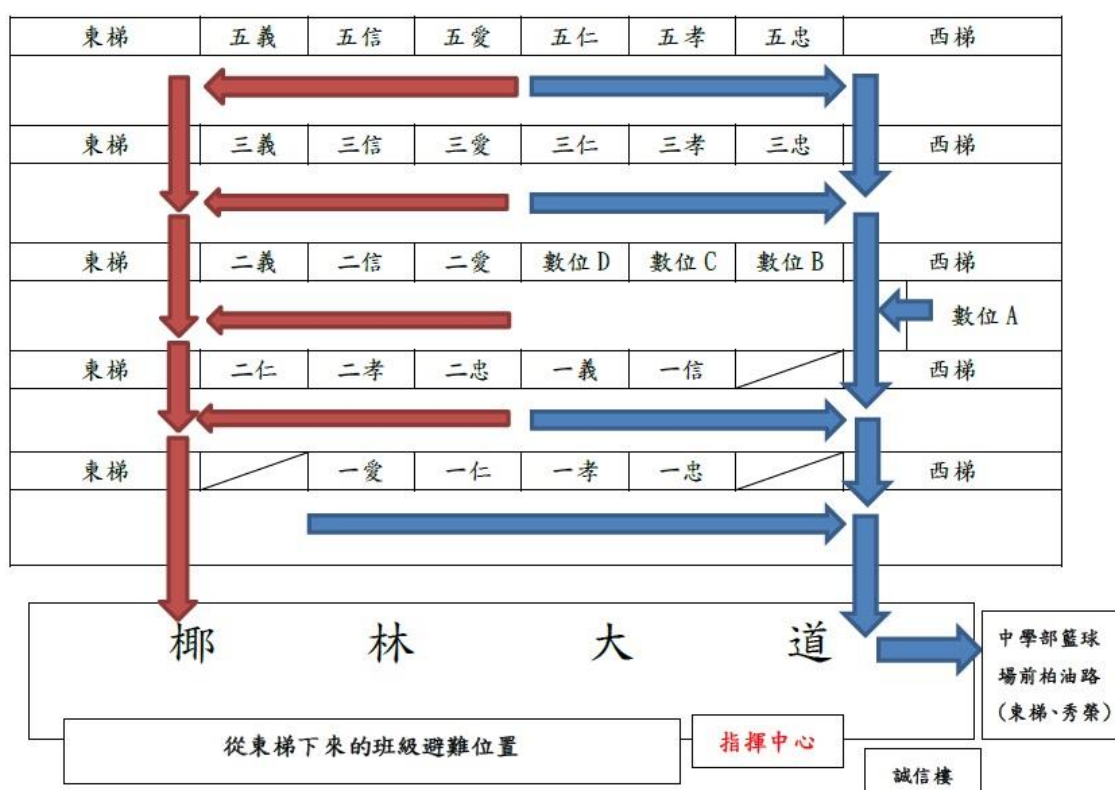 東梯 五義 五信 五愛 五仁 五孝 五忠 西梯
東梯 三義 三信 三愛 三仁 三孝 三忠 西梯
東梯 二義 二信 二愛 數位 D 數位 C 數位 B 西梯
數位 A
東梯 二仁 二孝 二忠 一義 一信 西梯
東梯 一愛 一仁 一孝 一忠 西梯
椰林大道
中學部籃球
場前柏油路
(東梯、秀榮)
從東梯下來的班級避難位置
指揮中心
誠信樓